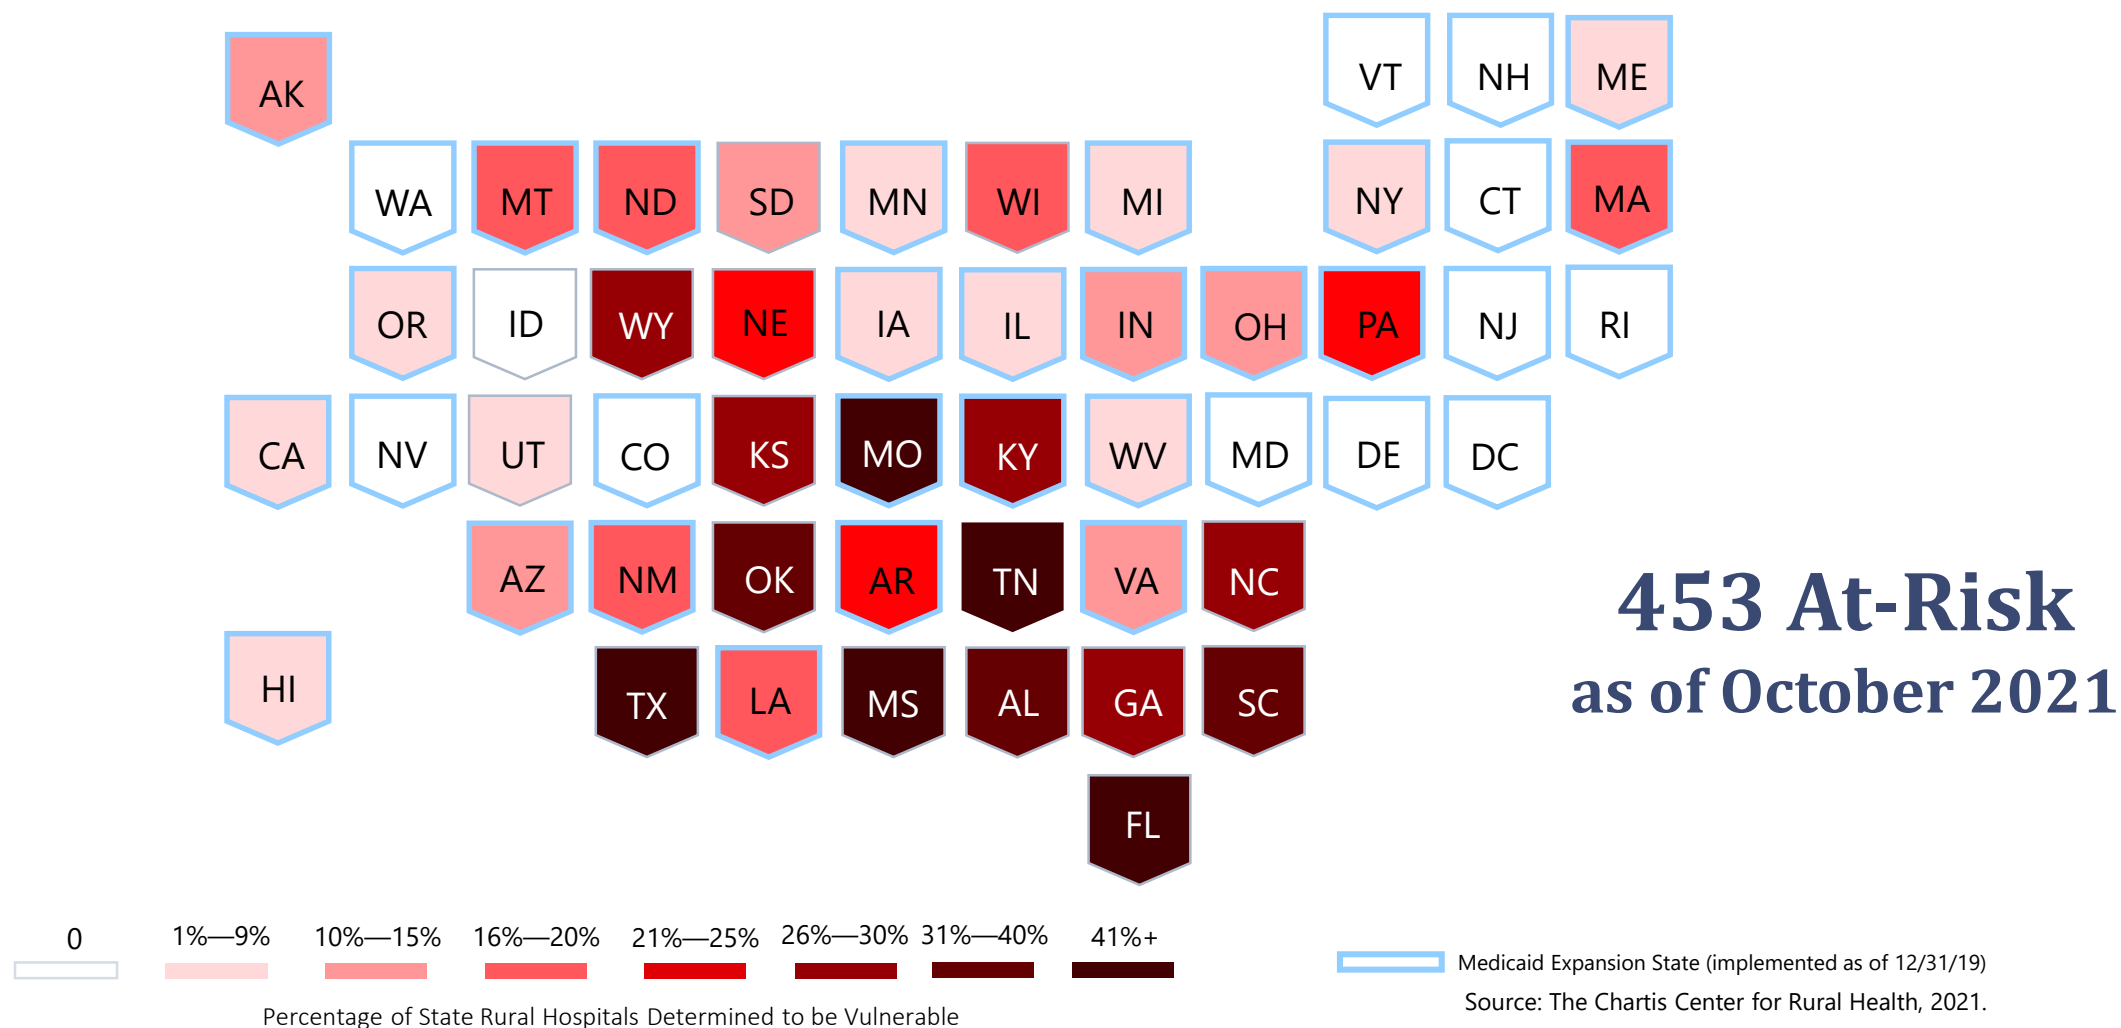 VT NH ME
AK
WA MT ND SD MN WI MI NY CT MA
OR ID WY NE IA IL IN OH PA NJ RI
CA NV UT CO KS MO KY WV MD DE DC
AZ NM OK AR TN VA NC
453 At-Risk
as of October 2021
HI TX LA MS AL GA SC
FL
0 1%—9% 10%—15% 16%—20% 21%—25% 26%—30% 31%—40% 41%+
Percentage of State Rural Hospitals Determined to be Vulnerable
Medicaid Expansion State (implemented as of 12/31/19)
Source: The Chartis Center for Rural Health, 2021.